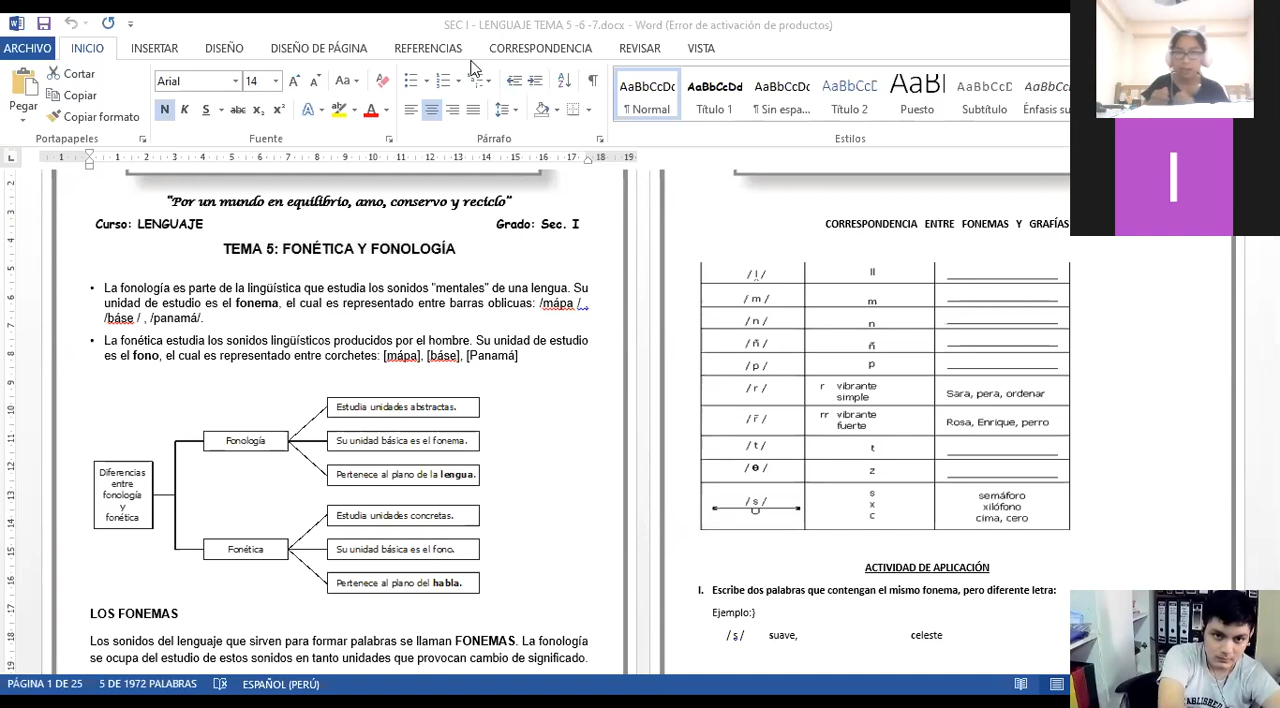 SEC I - LENGUAJE TEMA 5 -6 -7.docx - Word (Error de activación de productos)
ARCHIVO INICIO INSERTAR DISEÑO DISEÑO DE PÁGINA REFERENCIAS CORRESPONDENCIA REVISAR VISTA
Pegar
Cortar
Copiar
Copiar formato
Portapapeles
Arial 14
N K S abc x₂ x²
Fuente
Párrafo
AaBbCcDc AaBbCcDc AaBbCcDc AaBbCcD AaBl AaBbCcD AaBbCcDc
¶ Normal Título 1 ¶ Sin espa... Título 2 Puesto Subtítulo Énfasis su
Estilos
“Por un mundo en equilibrio, amo, conservo y reciclo”
Curso: LENGUAJE Grado: Sec. I
TEMA 5: FONÉTICA Y FONOLOGÍA
• La fonología es parte de la lingüística que estudia los sonidos "mentales" de una lengua. Su
unidad de estudio es el fonema, el cual es representado entre barras oblicuas: /mápa /
/báse / , /panamá/.
• La fonética estudia los sonidos lingüísticos producidos por el hombre. Su unidad de estudio
es el fono, el cual es representado entre corchetes: [mápa], [báse], [Panamá]
Diferencias
entre
fonología
y
fonética
Fonología
Estudia unidades abstractas.
Su unidad básica es el fonema.
Pertenece al plano de la lengua.
Fonética
Estudia unidades concretas.
Su unidad básica es el fono.
Pertenece al plano del habla.
LOS FONEMAS
Los sonidos del lenguaje que sirven para formar palabras se llaman FONEMAS. La fonología
se ocupa del estudio de estos sonidos en tanto unidades que provocan cambio de significado.
CORRESPONDENCIA ENTRE FONEMAS Y GRAFÍAS
/ l̮ / ll
/ m / m
/ n / n
/ ñ / ñ
/ p / p
/ r / r vibrante simple Sara, pera, ordenar
/ r̄ / rr vibrante fuerte Rosa, Enrique, perro
/ t / t
/ θ / z
/ s / s x c semáforo xilófono cima, cero
ACTIVIDAD DE APLICACIÓN
I. Escribe dos palabras que contengan el mismo fonema, pero diferente letra:
Ejemplo:}
/ s / suave, celeste
PÁGINA 1 DE 25 5 DE 1972 PALABRAS ESPAÑOL (PERÚ)
I
ESTABLISHED